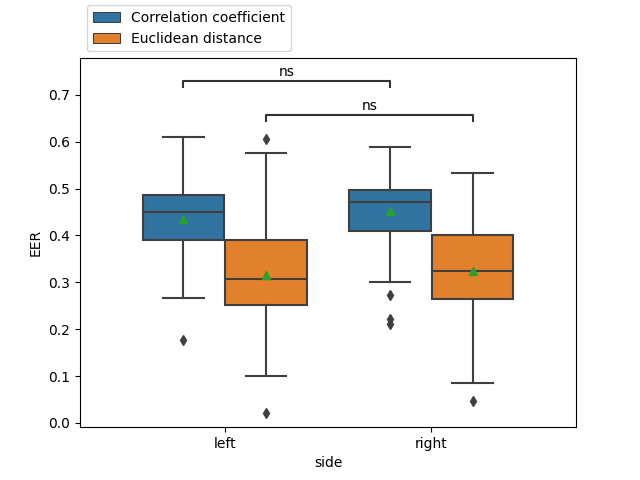 Correlation coefficient
Euclidean distance
ns
ns
0.7
0.6
0.5
0.4
0.3
0.2
0.1
0.0
EER
left
right
side